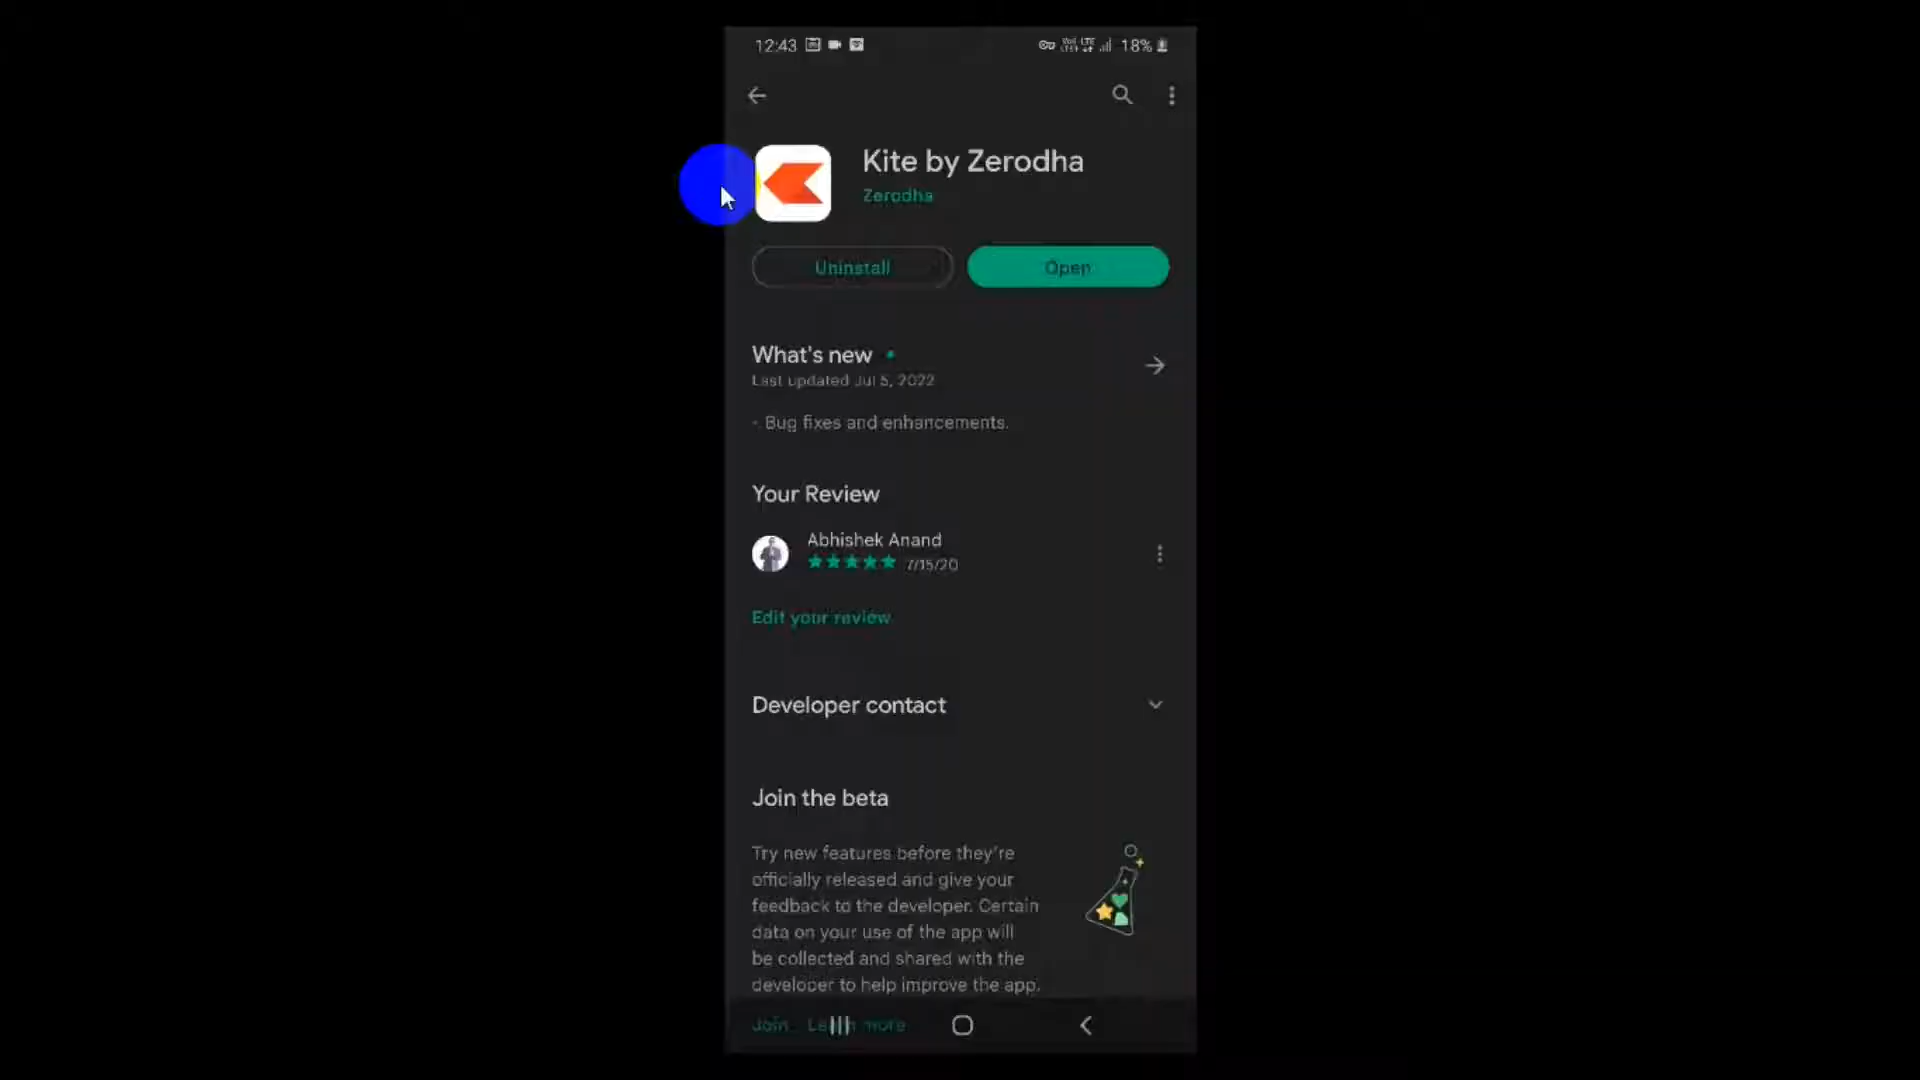 12:43
18%
Kite by Zerodha
Zerodha
Uninstall
Open
What's new
Last updated Jul 5, 2022
- Bug fixes and enhancements.
Your Review
Abhishek Anand
7/15/20
Edit your review
Developer contact
Join the beta
Try new features before they're
officially released and give your
feedback to the developer. Certain
data on your use of the app will
be collected and shared with the
developer to help improve the app.
Join more